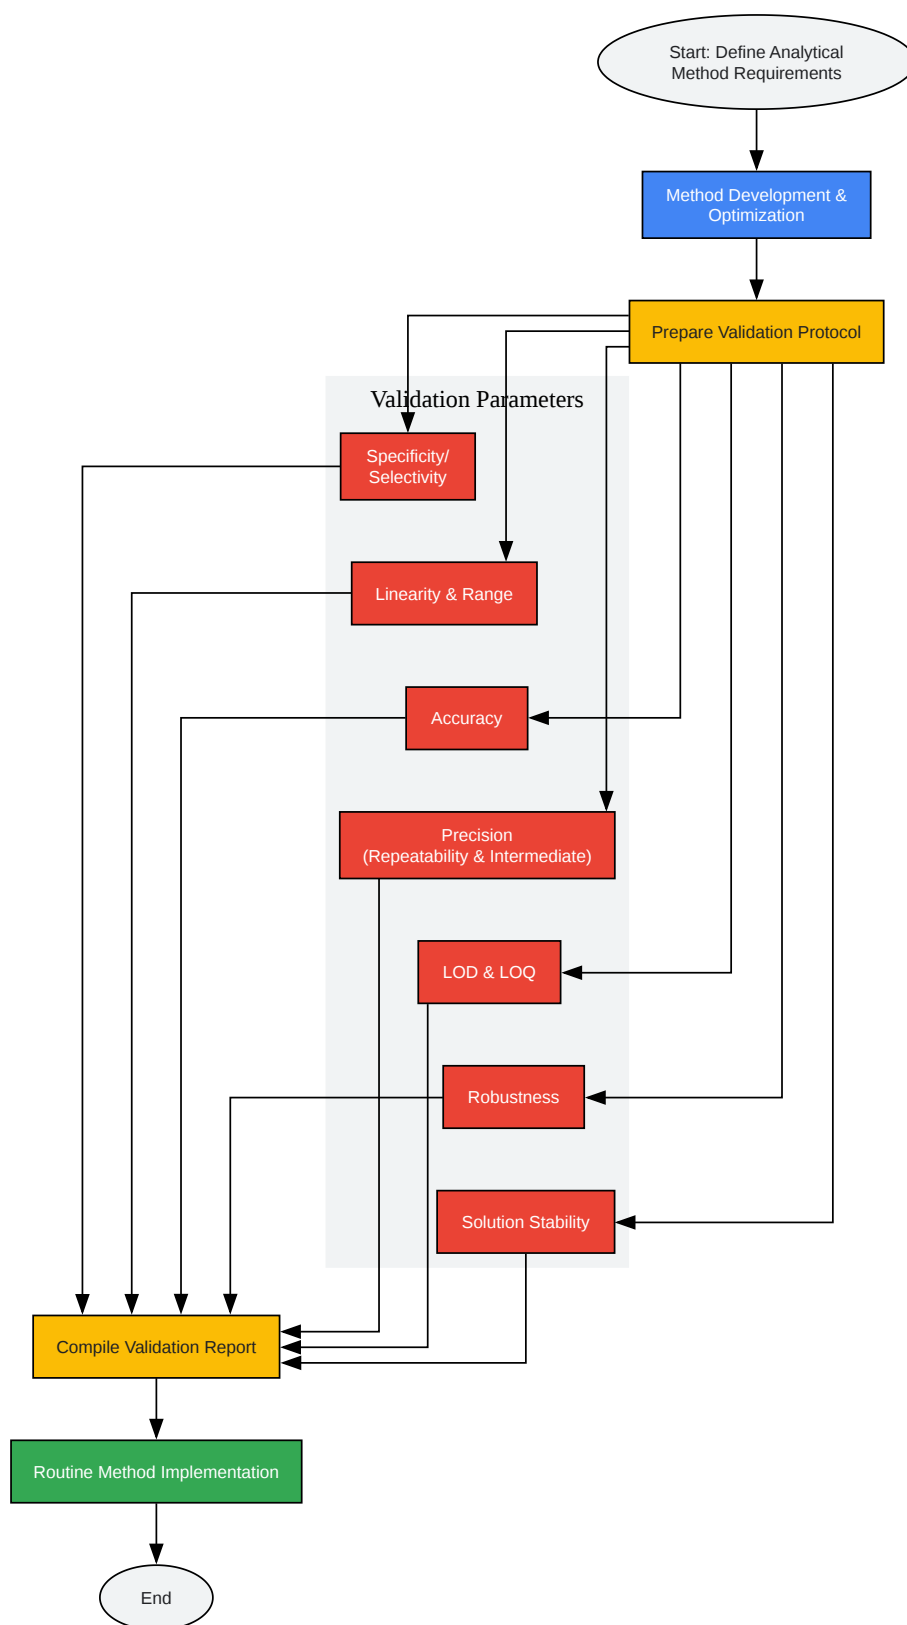 Start: Define Analytical
Method Requirements
Method Development &
Optimization
Prepare Validation Protocol
Validation Parameters
Specificity/
Selectivity
Linearity & Range
Accuracy
Precision
(Repeatability & Intermediate)
LOD & LOQ
Robustness
Solution Stability
Compile Validation Report
Routine Method Implementation
End